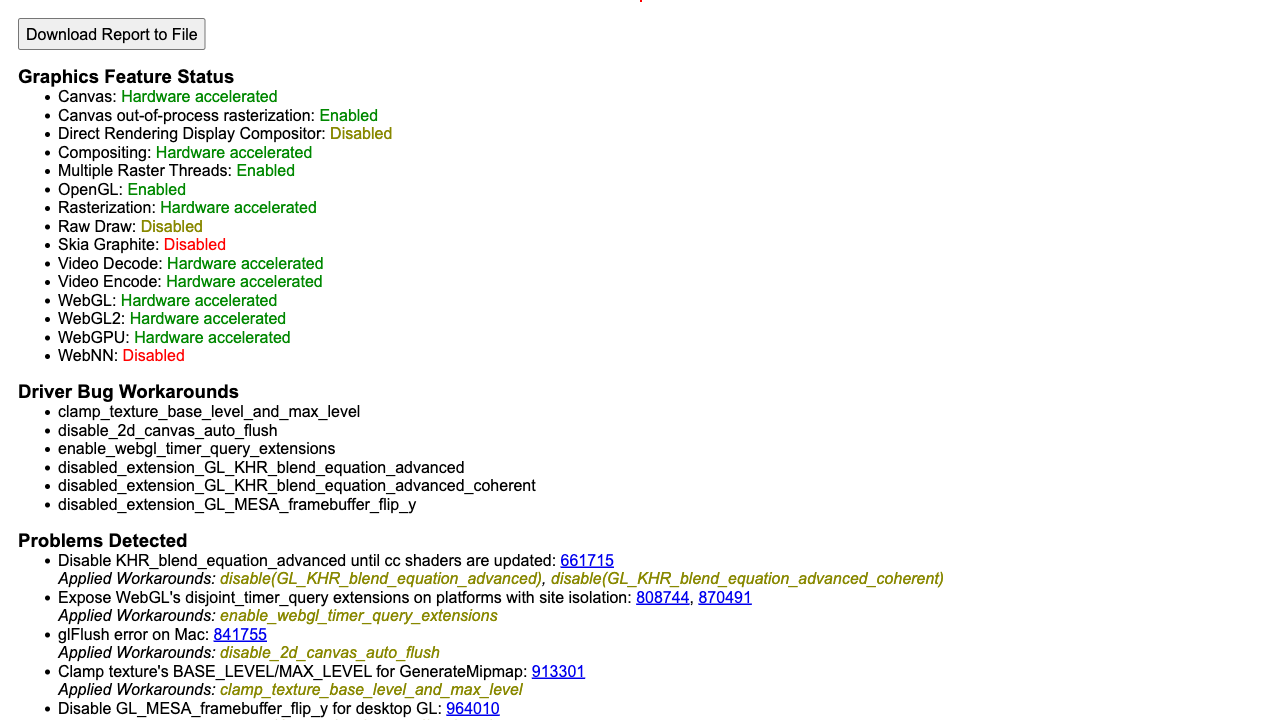 Download Report to File
Graphics Feature Status
Canvas: Hardware accelerated
Canvas out-of-process rasterization: Enabled
Direct Rendering Display Compositor: Disabled
Compositing: Hardware accelerated
Multiple Raster Threads: Enabled
OpenGL: Enabled
Rasterization: Hardware accelerated
Raw Draw: Disabled
Skia Graphite: Disabled
Video Decode: Hardware accelerated
Video Encode: Hardware accelerated
WebGL: Hardware accelerated
WebGL2: Hardware accelerated
WebGPU: Hardware accelerated
WebNN: Disabled
Driver Bug Workarounds
clamp_texture_base_level_and_max_level
disable_2d_canvas_auto_flush
enable_webgl_timer_query_extensions
disabled_extension_GL_KHR_blend_equation_advanced
disabled_extension_GL_KHR_blend_equation_advanced_coherent
disabled_extension_GL_MESA_framebuffer_flip_y
Problems Detected
Disable KHR_blend_equation_advanced until cc shaders are updated: 661715
Applied Workarounds: disable(GL_KHR_blend_equation_advanced), disable(GL_KHR_blend_equation_advanced_coherent)
Expose WebGL's disjoint_timer_query extensions on platforms with site isolation: 808744, 870491
Applied Workarounds: enable_webgl_timer_query_extensions
glFlush error on Mac: 841755
Applied Workarounds: disable_2d_canvas_auto_flush
Clamp texture's BASE_LEVEL/MAX_LEVEL for GenerateMipmap: 913301
Applied Workarounds: clamp_texture_base_level_and_max_level
Disable GL_MESA_framebuffer_flip_y for desktop GL: 964010